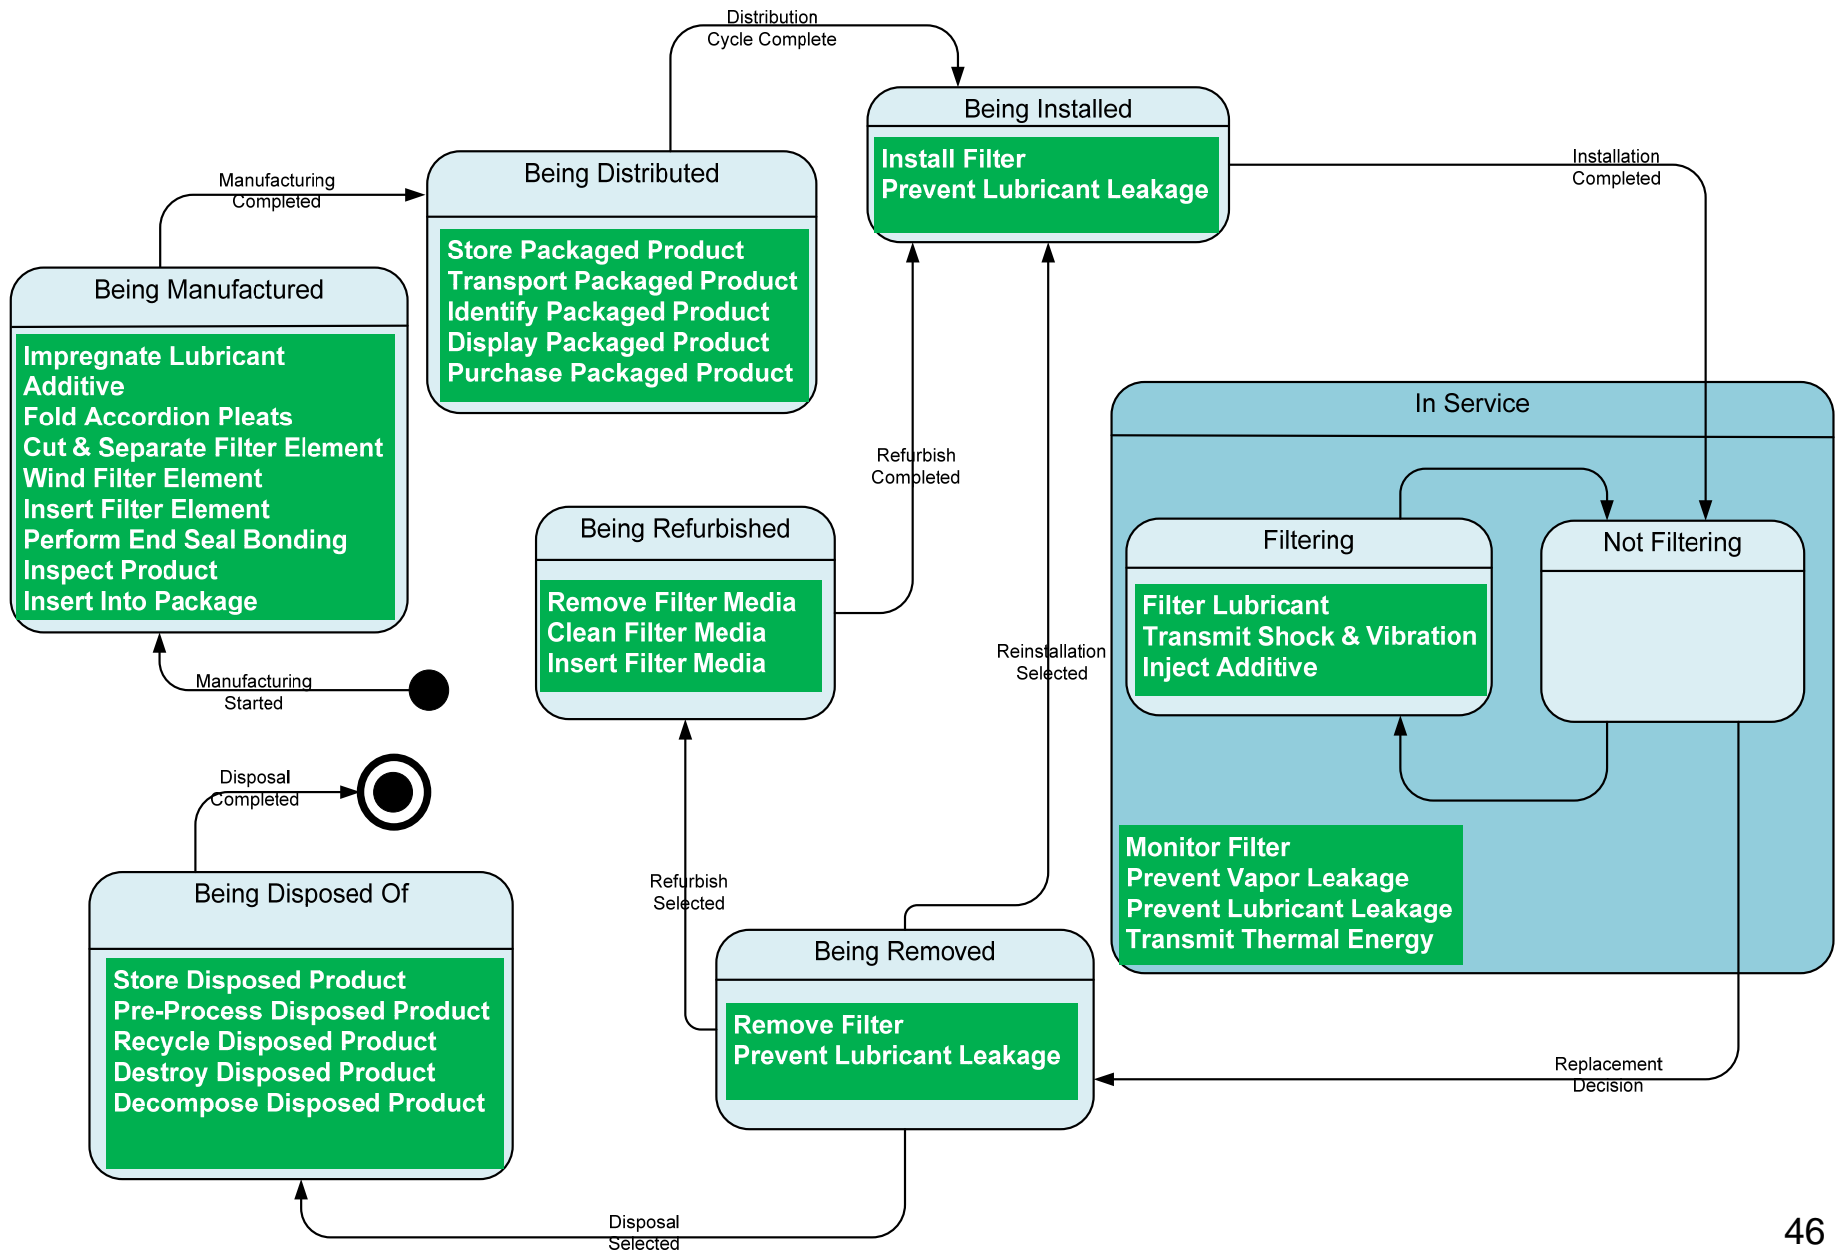 Distribution
Cycle Complete
Being Installed
Install Filter
Prevent Lubricant Leakage
Installation
Completed
Being Distributed
Store Packaged Product
Transport Packaged Product
Identify Packaged Product
Display Packaged Product
Purchase Packaged Product
Manufacturing
Completed
Being Manufactured
Impregnate Lubricant
Additive
Fold Accordion Pleats
Cut & Separate Filter Element
Wind Filter Element
Insert Filter Element
Perform End Seal Bonding
Inspect Product
Insert Into Package
Manufacturing
Started
Refurbish
Completed
Being Refurbished
Remove Filter Media
Clean Filter Media
Insert Filter Media
Reinstallation
Selected
In Service
Filtering
Filter Lubricant
Transmit Shock & Vibration
Inject Additive
Not Filtering
Monitor Filter
Prevent Vapor Leakage
Prevent Lubricant Leakage
Transmit Thermal Energy
Disposal
Completed
Being Disposed Of
Store Disposed Product
Pre-Process Disposed Product
Recycle Disposed Product
Destroy Disposed Product
Decompose Disposed Product
Refurbish
Selected
Being Removed
Remove Filter
Prevent Lubricant Leakage
Replacement
Decision
Disposal
Selected
46